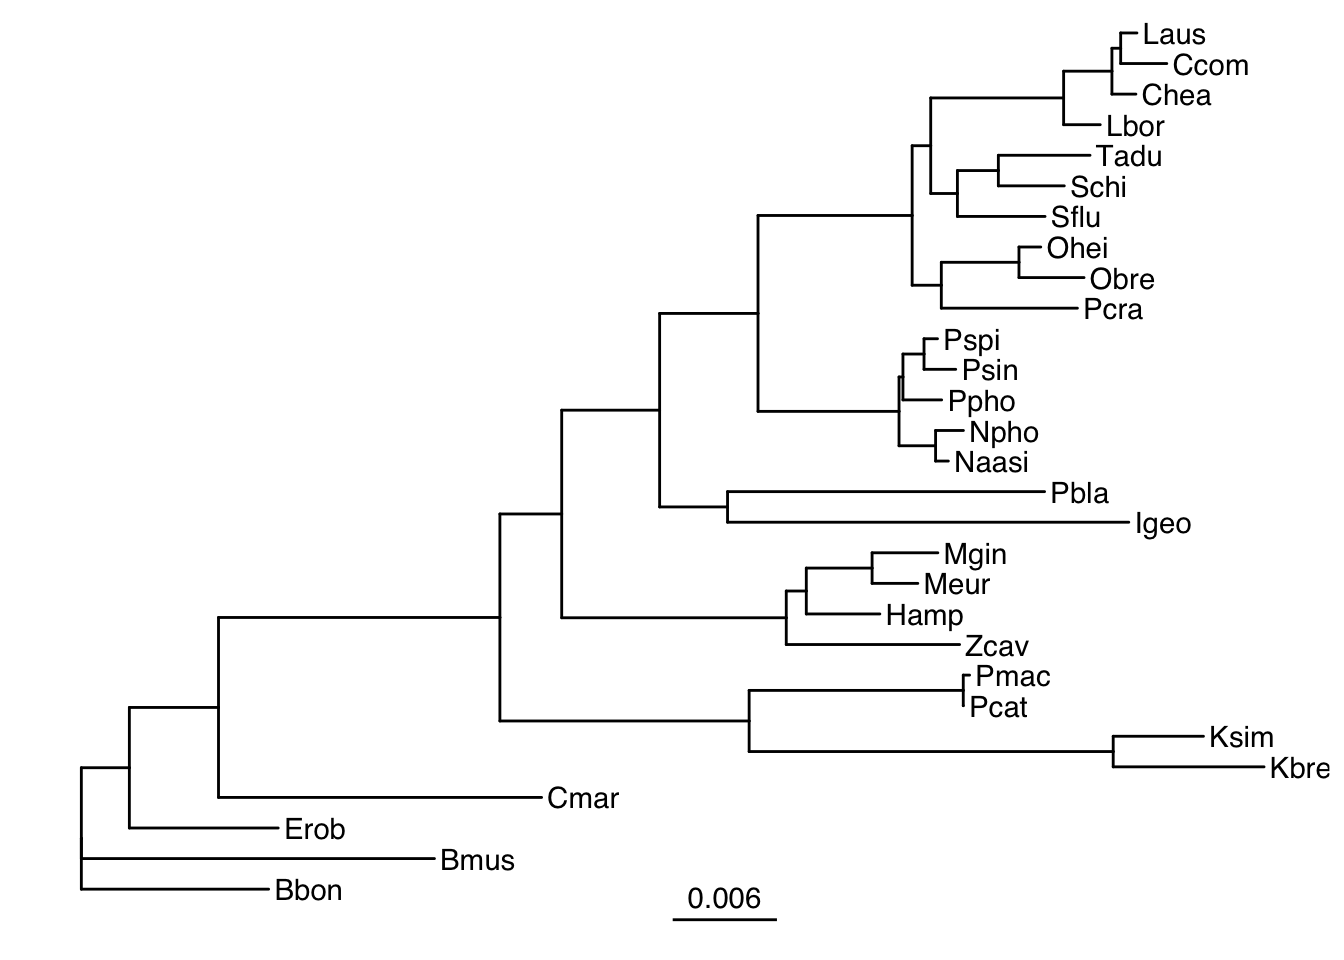 Laus
Ccom
Chea
Lbor
Tadu
Schi
Sflu
Ohei
Obre
Pcra
Pspi
Psin
Ppho
Npho
Naasi
Pbla
Igeo
Mgin
Meur
Hamp
Zcav
Pmac
Pcat
Ksim
Kbre
Cmar
Erob
Bmus
Bbon
0.006